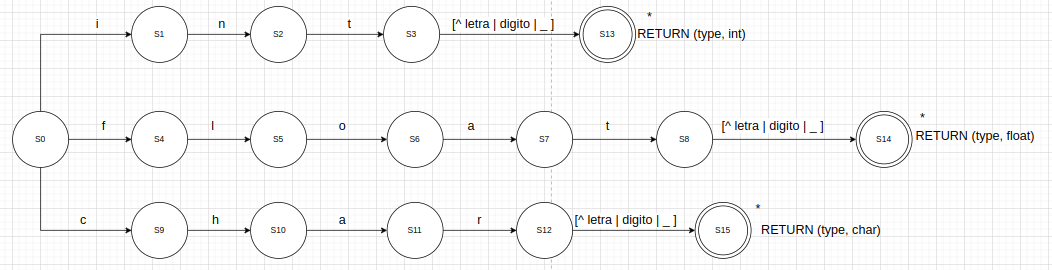 i n t [^ letra | digito | _ ] *
S1 S2 S3 S13 RETURN (type, int)
f l o a t [^ letra | digito | _ ] *
S0 S4 S5 S6 S7 S8 S14 RETURN (type, float)
c h a r [^ letra | digito | _ ] *
S9 S10 S11 S12 S15 RETURN (type, char)